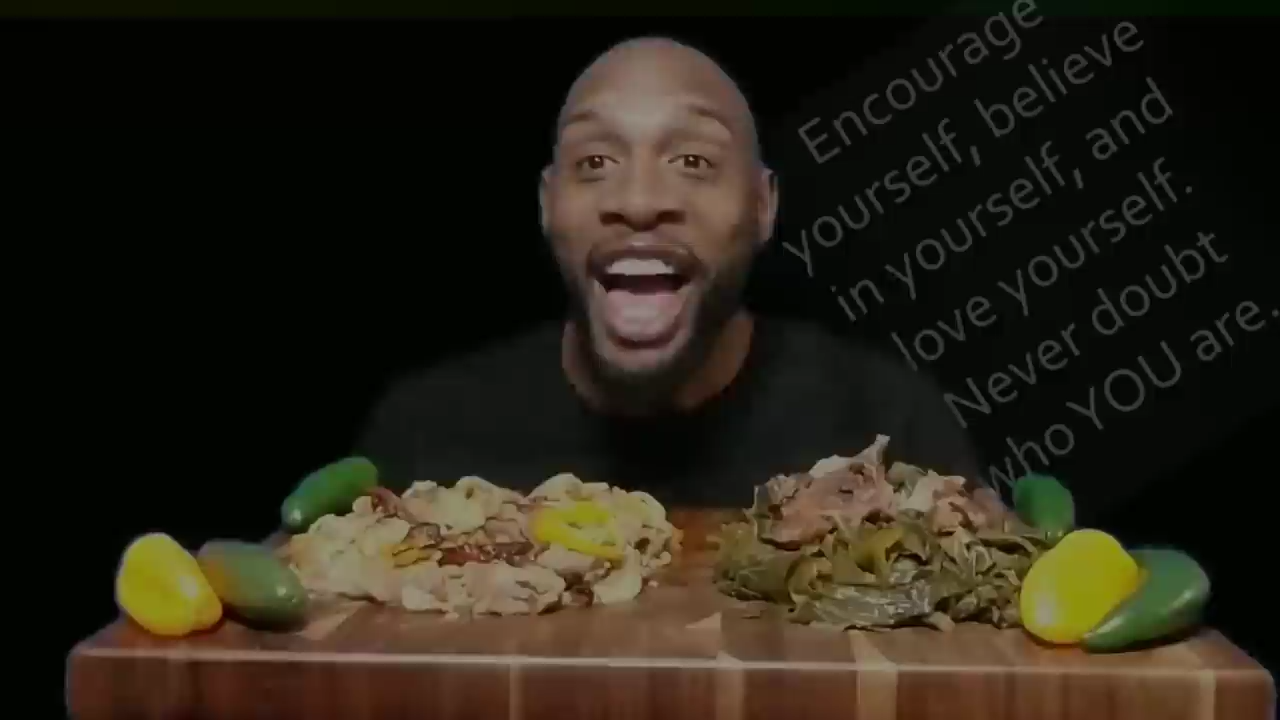 Encourage
yourself, believe
in yourself, and
love yourself.
Never doubt
who YOU are.